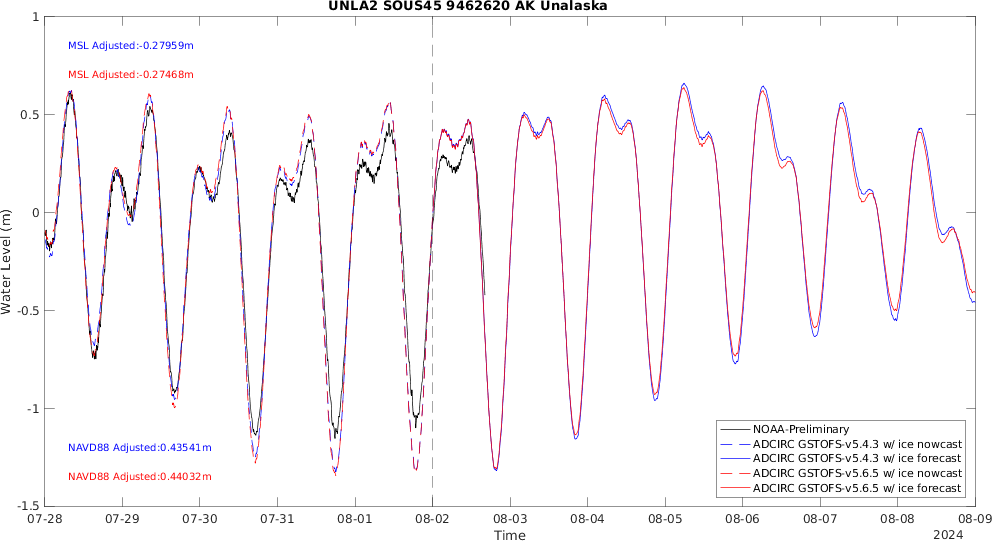 UNLA2 SOUS45 9462620 AK Unalaska
1
0.5
0
-0.5
-1
-1.5
Water Level (m)
MSL Adjusted:-0.27959m
MSL Adjusted:-0.27468m
NAVD88 Adjusted:0.43541m
NAVD88 Adjusted:0.44032m
NOAA-Preliminary
ADCIRC GSTOFS-v5.4.3 w/ ice nowcast
ADCIRC GSTOFS-v5.4.3 w/ ice forecast
ADCIRC GSTOFS-v5.6.5 w/ ice nowcast
ADCIRC GSTOFS-v5.6.5 w/ ice forecast
07-28 07-29 07-30 07-31 08-01 08-02 08-03 08-04 08-05 08-06 08-07 08-08 08-09
Time
2024